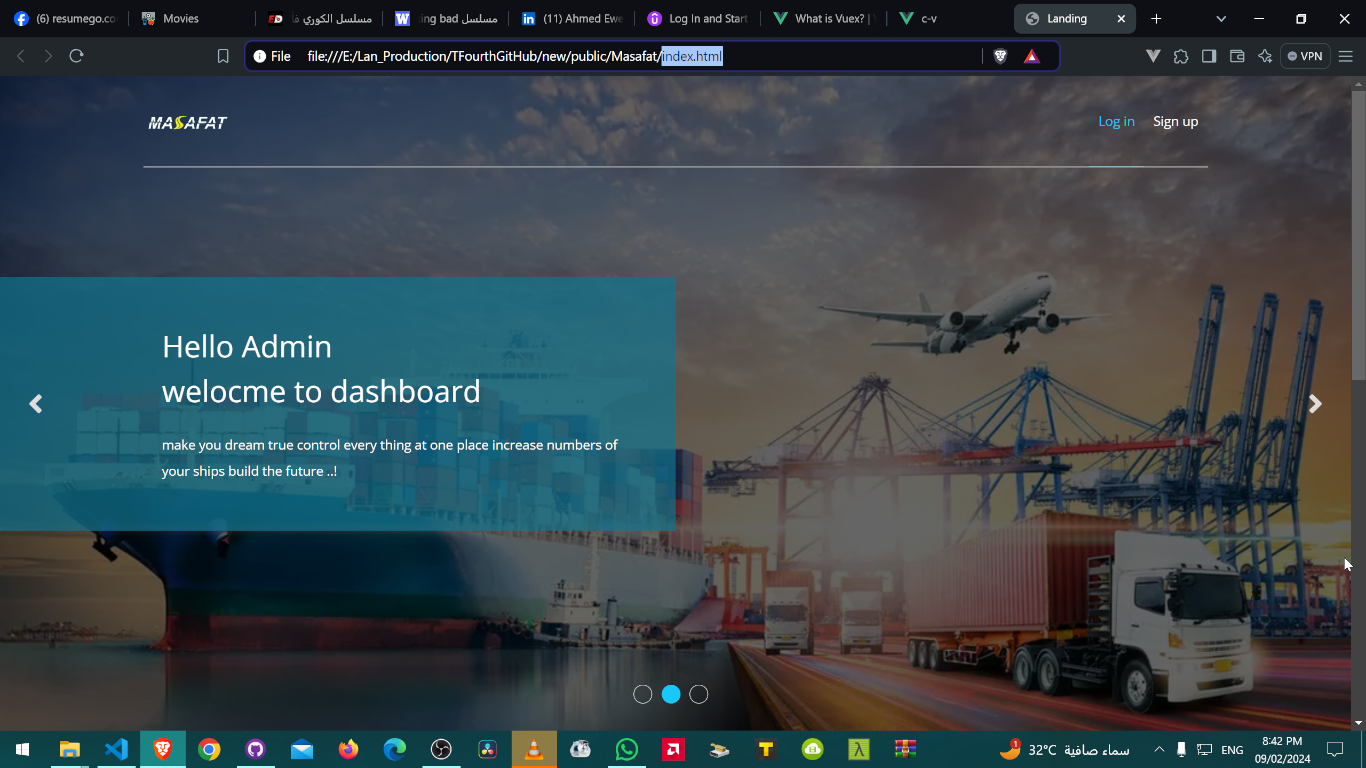 (6) resumego.co
Movies
مسلسل الكوري
مسلسل king bad
(11) Ahmed Ewe
Log In and Start
What is Vuex? |
c-v
Landing
File
file:///E:/Lan_Production/TFourthGitHub/new/public/Masafat/index.html
VPN
MASAFAT
Log in
Sign up
Hello Admin
welocme to dashboard
make you dream true control every thing at one place increase numbers of
your ships build the future ..!
1
32°C سماء صافية
ENG
8:42 PM
09/02/2024